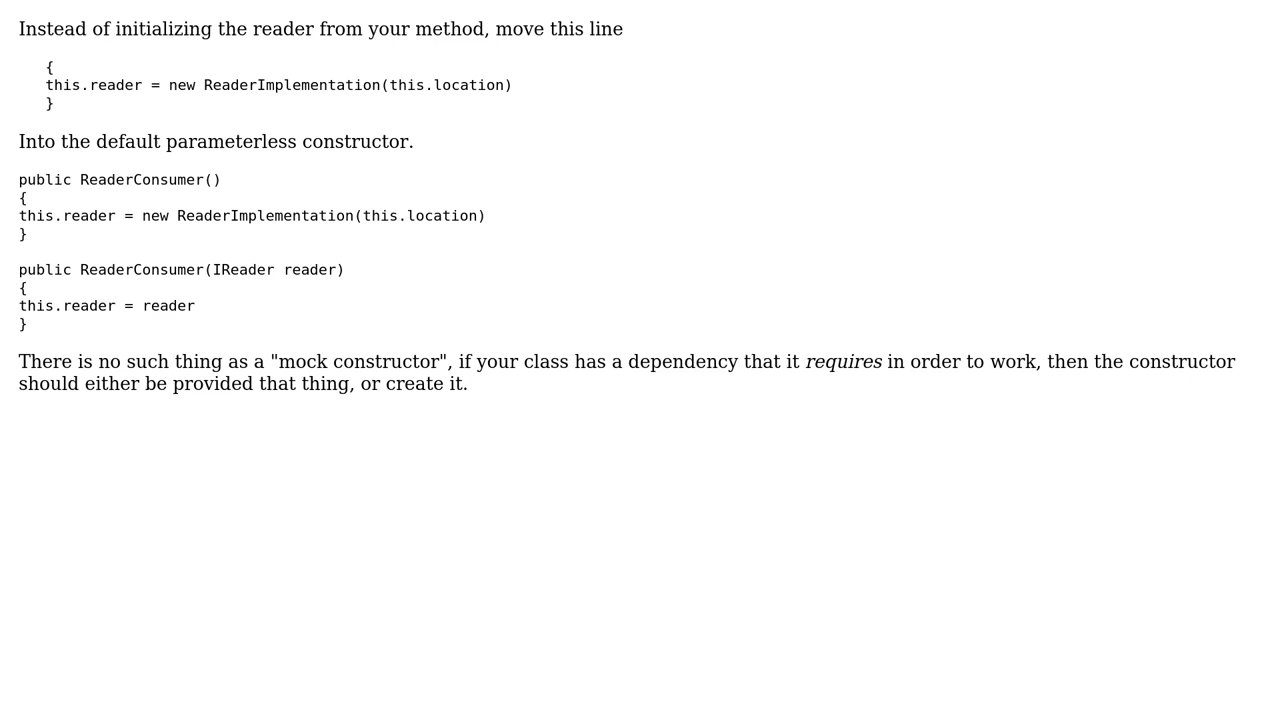 Instead of initializing the reader from your method, move this line
{
this.reader = new ReaderImplementation(this.location)
}
Into the default parameterless constructor.
public ReaderConsumer()
{
this.reader = new ReaderImplementation(this.location)
}
public ReaderConsumer(IReader reader)
{
this.reader = reader
}
There is no such thing as a "mock constructor", if your class has a dependency that it requires in order to work, then the constructor
should either be provided that thing, or create it.